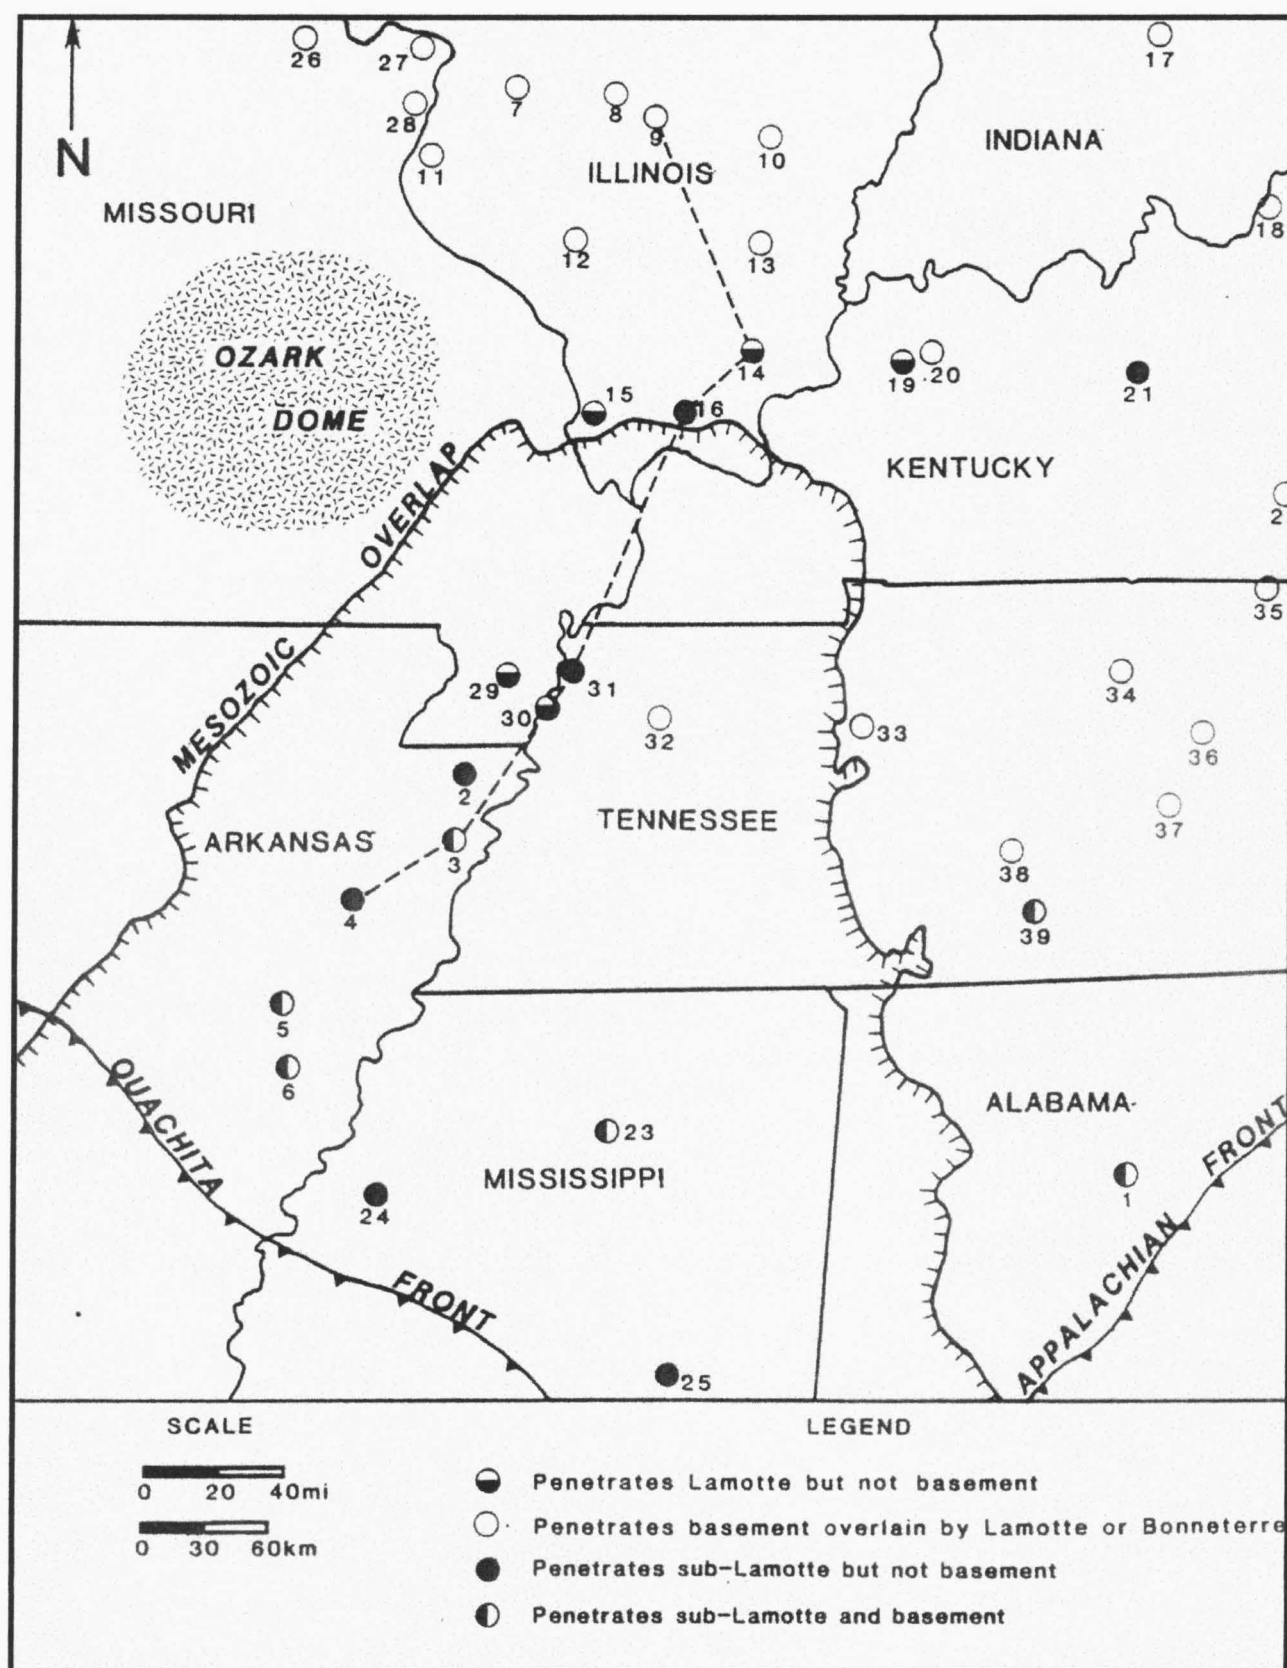 26
27
17
7
8
9
28
10
N
11
INDIANA
ILLINOIS
MISSOURI
18
12
13
OZARK
14
19
20
21
15
16
DOME
OVERLAP
KENTUCKY
2
35
MESOZOIC
29
31
34
30
32
33
36
2
ARKANSAS
TENNESSEE
37
3
38
4
39
5
6
OUACHITA
ALABAMA
FRONT
23
MISSISSIPPI
1
24
APPALACHIAN
FRONT
25
SCALE
LEGEND
0 20 40mi
0 30 60km
Penetrates Lamotte but not basement
Penetrates basement overlain by Lamotte or Bonneterre
Penetrates sub-Lamotte but not basement
Penetrates sub-Lamotte and basement